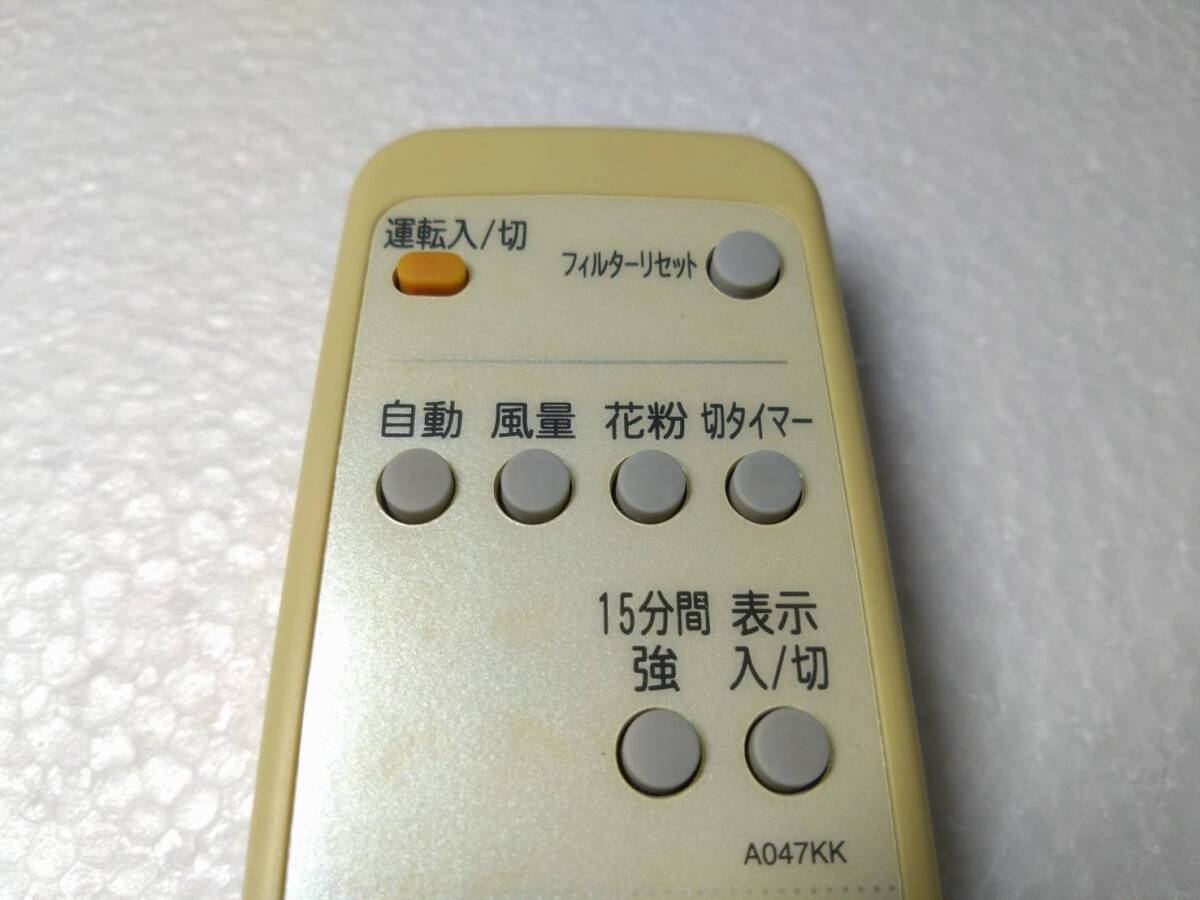 運転入/切
フィルターリセット
自動 風量 花粉 切タイマー
15分間 表示
強 入/切
A047KK